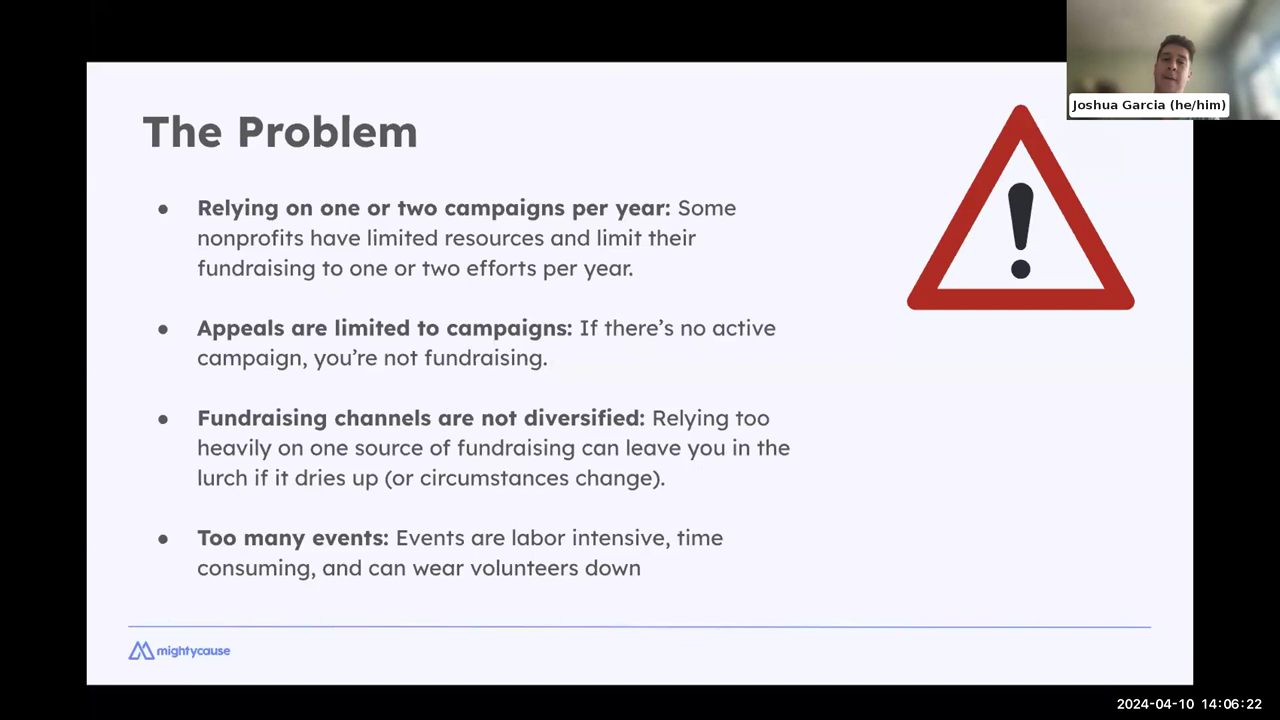 Joshua Garcia (he/him)
The Problem
● Relying on one or two campaigns per year: Some
nonprofits have limited resources and limit their
fundraising to one or two efforts per year.
● Appeals are limited to campaigns: If there’s no active
campaign, you’re not fundraising.
● Fundraising channels are not diversified: Relying too
heavily on one source of fundraising can leave you in the
lurch if it dries up (or circumstances change).
● Too many events: Events are labor intensive, time
consuming, and can wear volunteers down
mightycause
2024-04-10 14:06:22